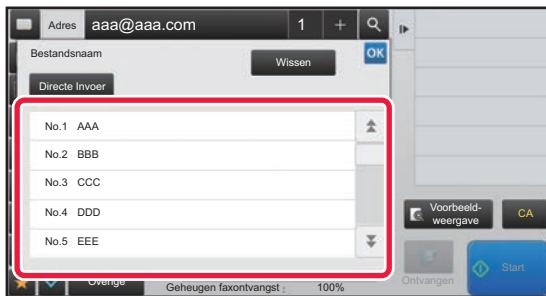 Adres aaa@aaa.com 1 +
Bestandsnaam Wissen OK
Directe Invoer
No.1 AAA
No.2 BBB
No.3 CCC
No.4 DDD
No.5 EEE
Voorbeeld-
weergave
CA
Ontvangen
Start
Overige
Geheugen faxontvangst : 100%